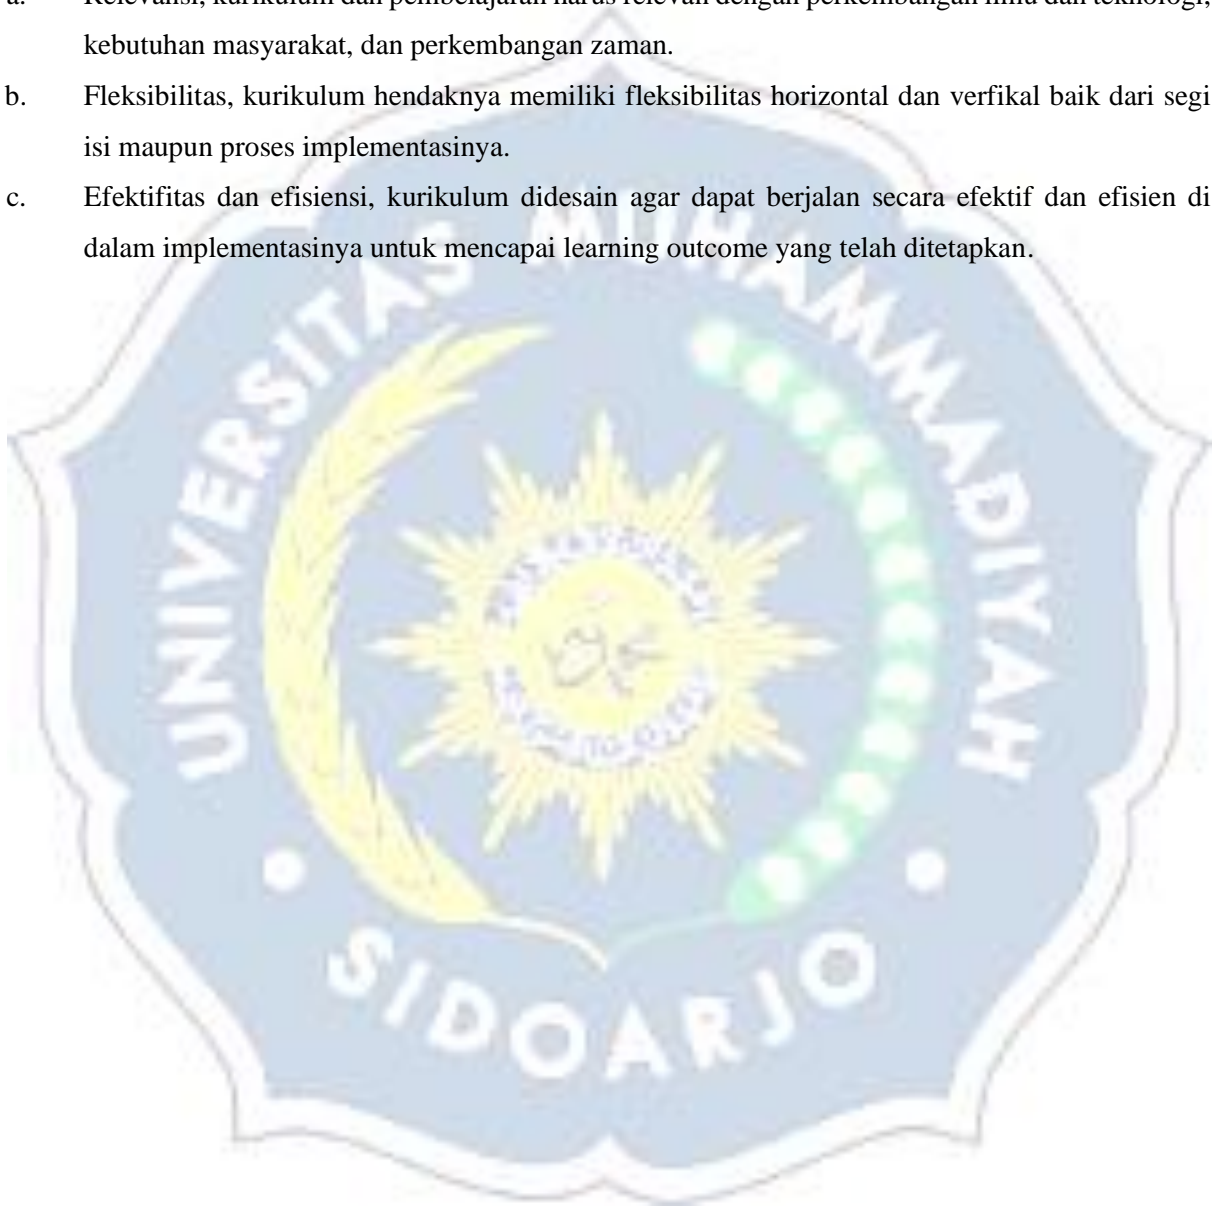 a. Relevansi, kurikulum dan pembelajaran harus relevan dengan perkembangan ilmu dan teknologi,
kebutuhan masyarakat, dan perkembangan zaman.
b. Fleksibilitas, kurikulum hendaknya memiliki fleksibilitas horizontal dan verfikal baik dari segi
isi maupun proses implementasinya.
c. Efektifitas dan efisiensi, kurikulum didesain agar dapat berjalan secara efektif dan efisien di
dalam implementasinya untuk mencapai learning outcome yang telah ditetapkan.
UNIVERSITAS MUHAMMADIYAH
SIDOARJO